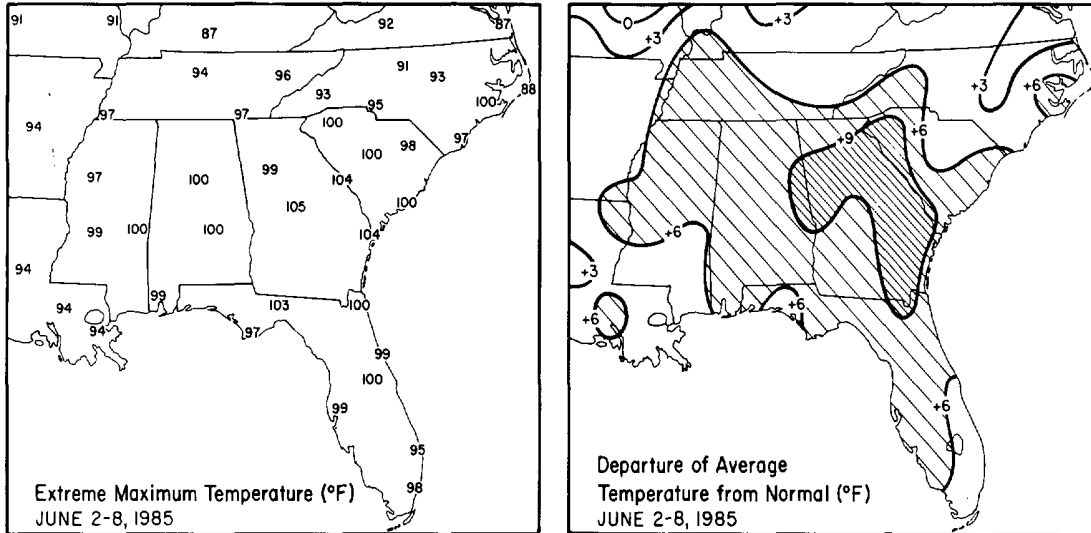 91 91 87 92 87
94 96 91 93
93 88
97 97 95 100
94 100 98 97
97 100 99 100 104
105 100
99 100 100 104
94 99 103 100
94 94 97
99
100
99
95
98
Extreme Maximum Temperature (°F)
JUNE 2-8, 1985
0 +3 +3
+3 +6
+9 +6
+6
+3
+6 +6
+6
Departure of Average
Temperature from Normal (°F)
JUNE 2-8, 1985